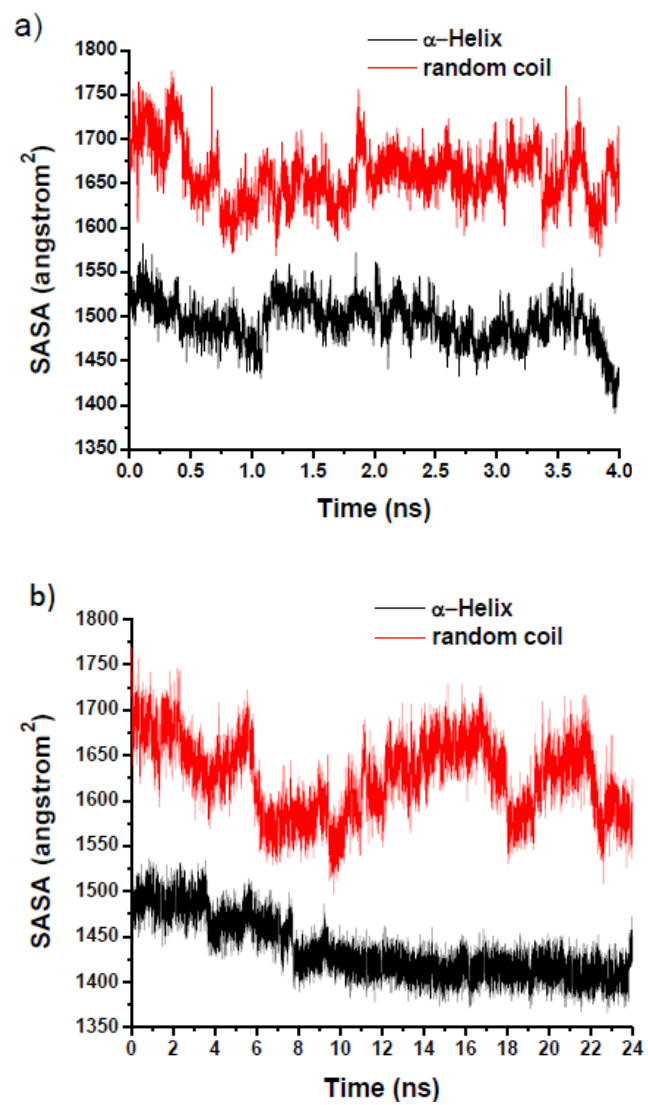 a)
α–Helix
random coil
1800
1750
1700
1650
1600
1550
1500
1450
1400
1350
SASA (angstrom²)
0.0 0.5 1.0 1.5 2.0 2.5 3.0 3.5 4.0
Time (ns)
b)
α–Helix
random coil
1800
1750
1700
1650
1600
1550
1500
1450
1400
1350
SASA (angstrom²)
0 2 4 6 8 10 12 14 16 18 20 22 24
Time (ns)